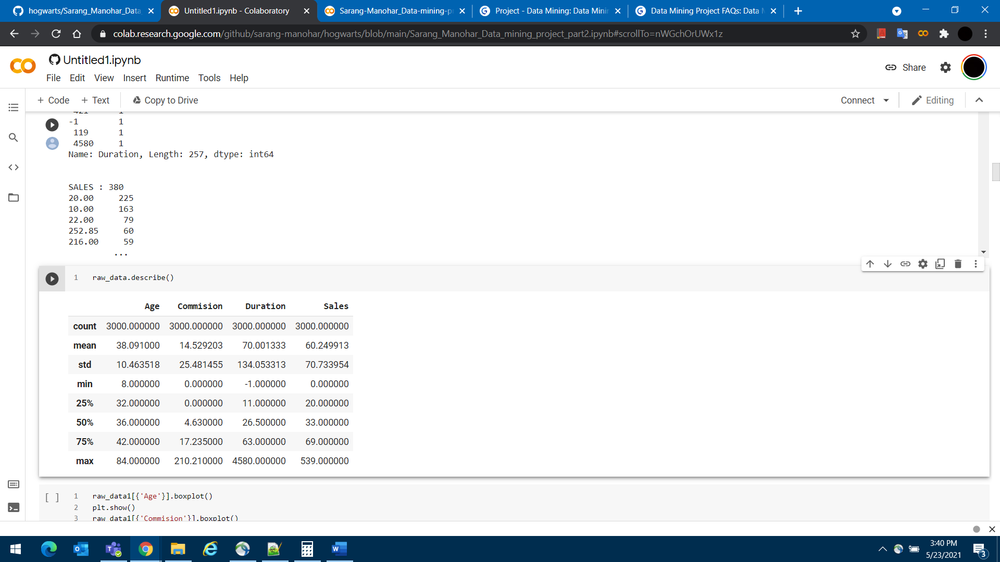 hogwarts/Sarang_Manohar_Data_
Untitled1.ipynb - Colaboratory
Sarang-Manohar_Data-mining-p
Project - Data Mining: Data Mini
Data Mining Project FAQs: Data M
colab.research.google.com/github/sarang-manohar/hogwarts/blob/main/Sarang_Manohar_Data_mining_project_part2.ipynb#scrollTo=nWGchOrUWx1z
Untitled1.ipynb
File Edit View Insert Runtime Tools Help
Share
+ Code + Text Copy to Drive
Connect Editing
421 1
-1 1
119 1
4580 1
Name: Duration, Length: 257, dtype: int64
SALES : 380
20.00 225
10.00 163
22.00 79
252.85 60
216.00 59
...
1 raw_data.describe()
Age Commision Duration Sales
count 3000.000000 3000.000000 3000.000000 3000.000000
mean 38.091000 14.529203 70.001333 60.249913
std 10.463518 25.481455 134.053313 70.733954
min 8.000000 0.000000 -1.000000 0.000000
25% 32.000000 0.000000 11.000000 20.000000
50% 36.000000 4.630000 26.500000 33.000000
75% 42.000000 17.235000 63.000000 69.000000
max 84.000000 210.210000 4580.000000 539.000000
[ ] 1 raw_data1[{'Age'}].boxplot()
2 plt.show()
3 raw_data1[{'Commision'}].boxplot()
3:40 PM
5/23/2021
3